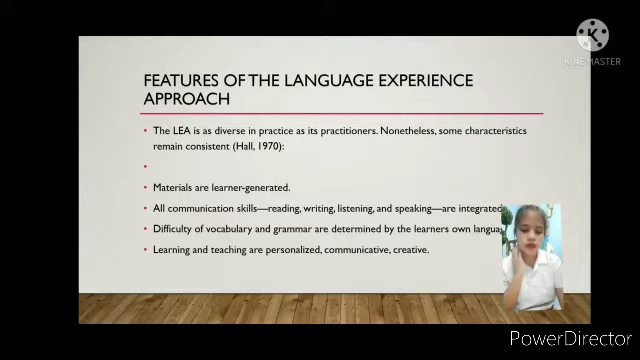 KINEMASTER
FEATURES OF THE LANGUAGE EXPERIENCE
APPROACH
• The LEA is as diverse in practice as its practitioners. Nonetheless, some characteristics
remain consistent (Hall, 1970):
•
• Materials are learner-generated.
• All communication skills—reading, writing, listening, and speaking—are integrated
• Difficulty of vocabulary and grammar are determined by the learners own langua
• Learning and teaching are personalized, communicative, creative.
PowerDirector